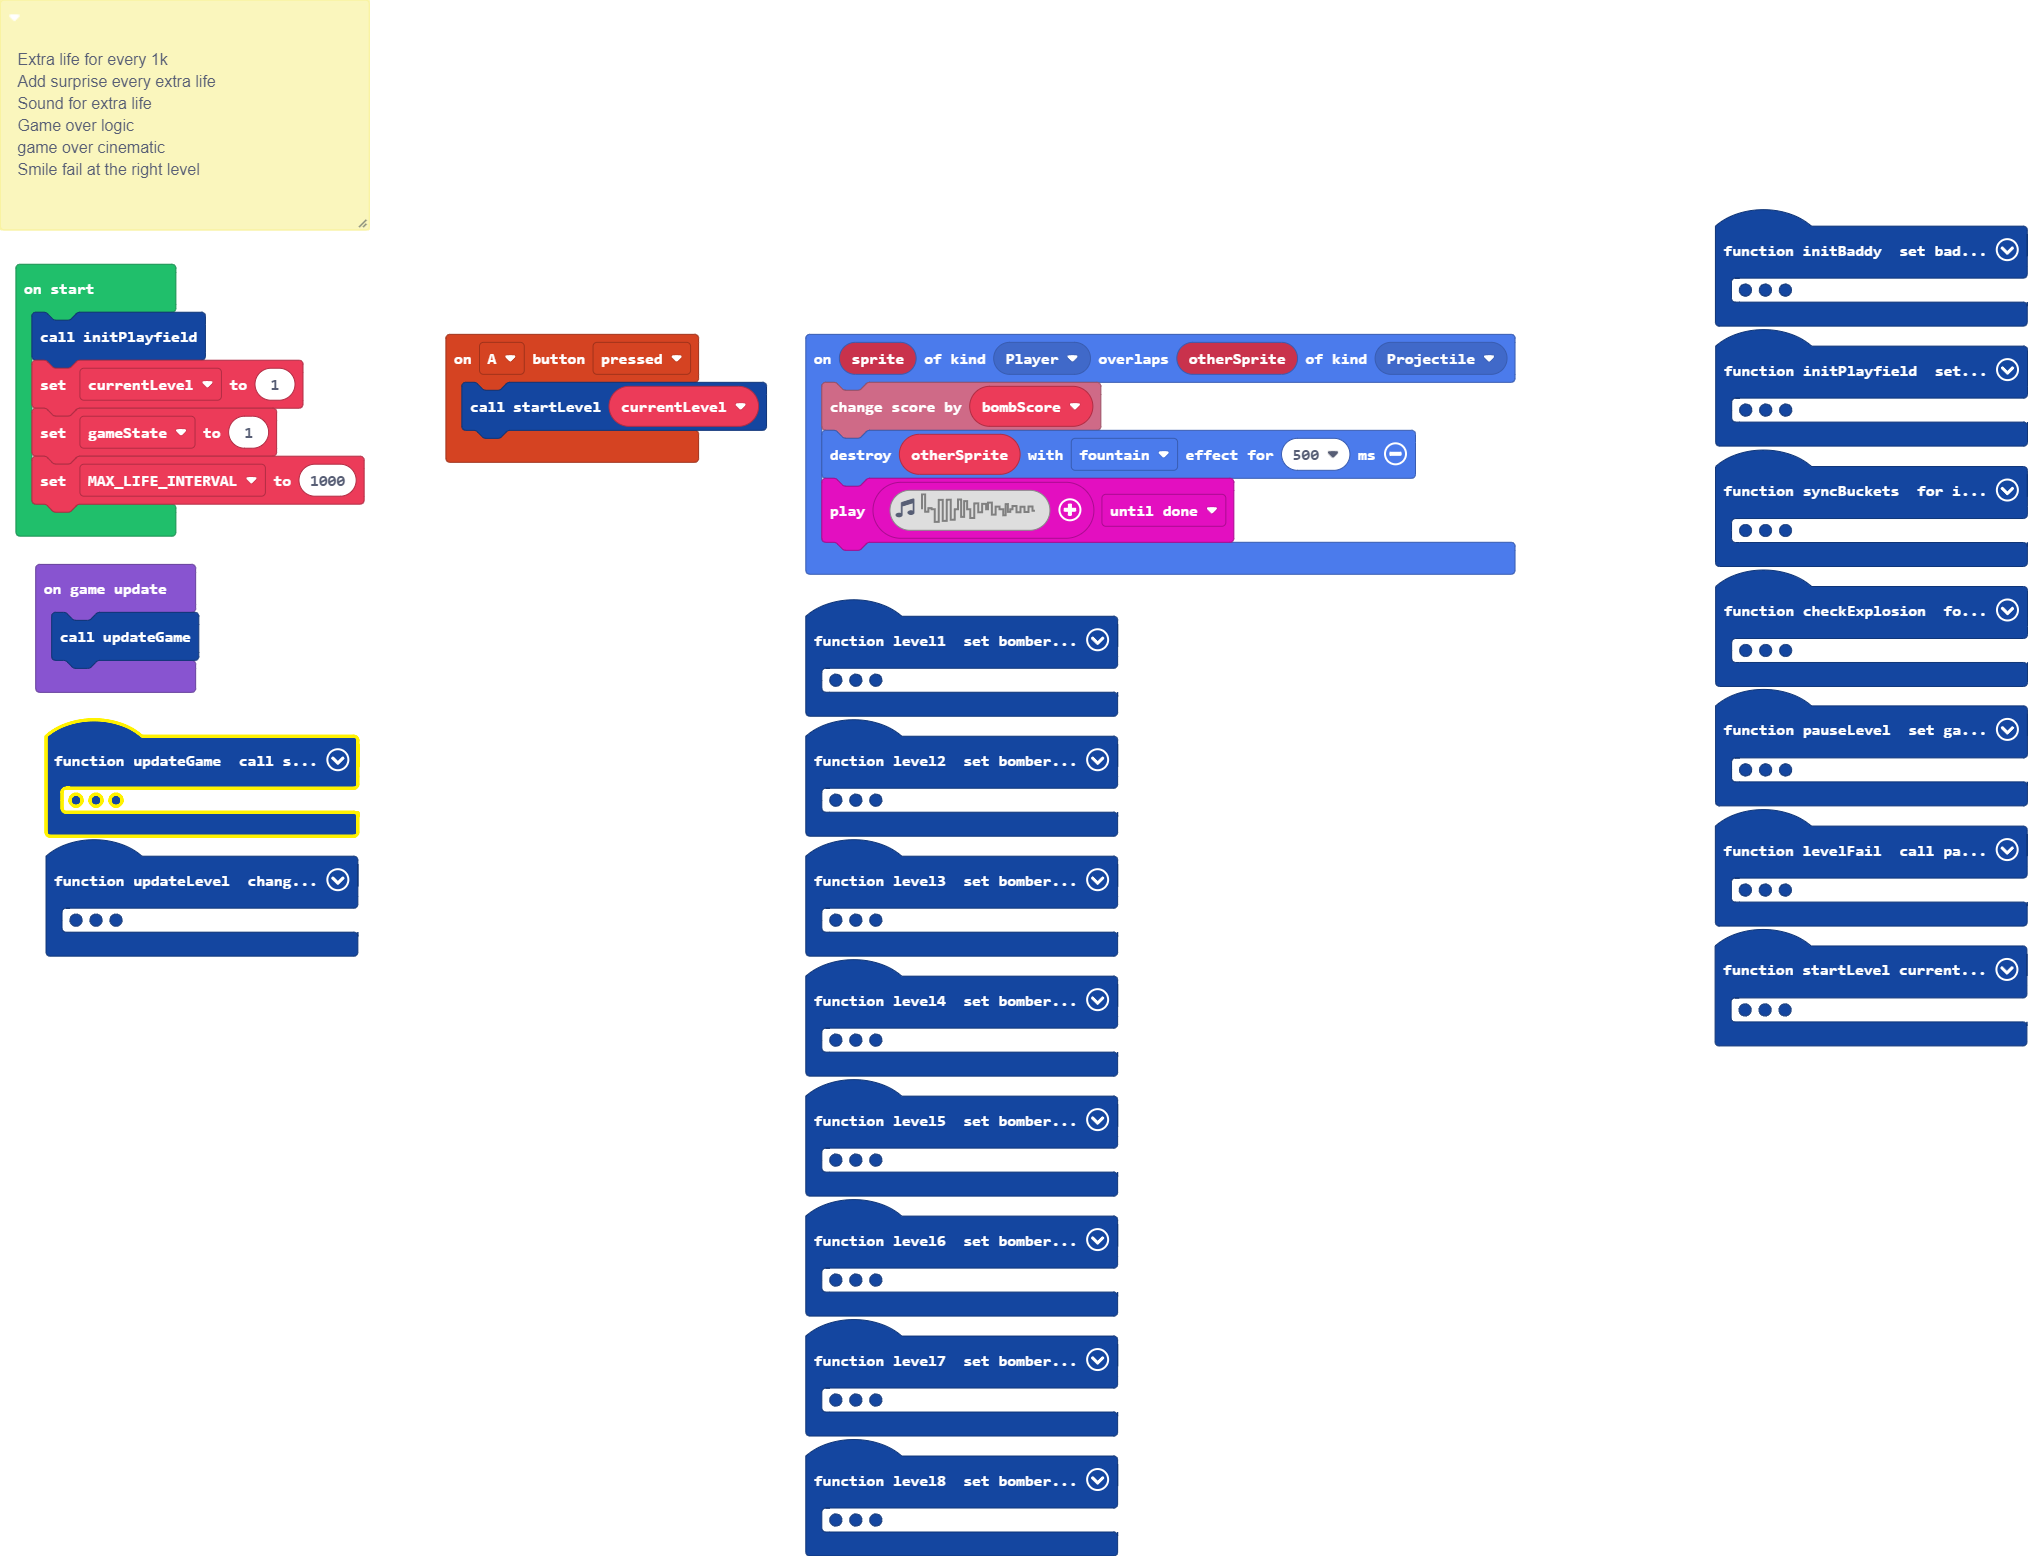 Extra life for every 1k
Add surprise every extra life
Sound for extra life
Game over logic
game over cinematic
Smile fail at the right level
on start
call initPlayfield
set currentLevel to 1
set gameState to 1
set MAX_LIFE_INTERVAL to 1000
on game update
call updateGame
function updateGame call s...
function updateLevel chang...
on A button pressed
call startLevel currentLevel
on sprite of kind Player overlaps otherSprite of kind Projectile
change score by bombScore
destroy otherSprite with fountain effect for 500 ms
play until done
function level1 set bomber...
function level2 set bomber...
function level3 set bomber...
function level4 set bomber...
function level5 set bomber...
function level6 set bomber...
function level7 set bomber...
function level8 set bomber...
function initBaddy set bad...
function initPlayfield set...
function syncBuckets for i...
function checkExplosion fo...
function pauseLevel set ga...
function levelFail call pa...
function startLevel current...